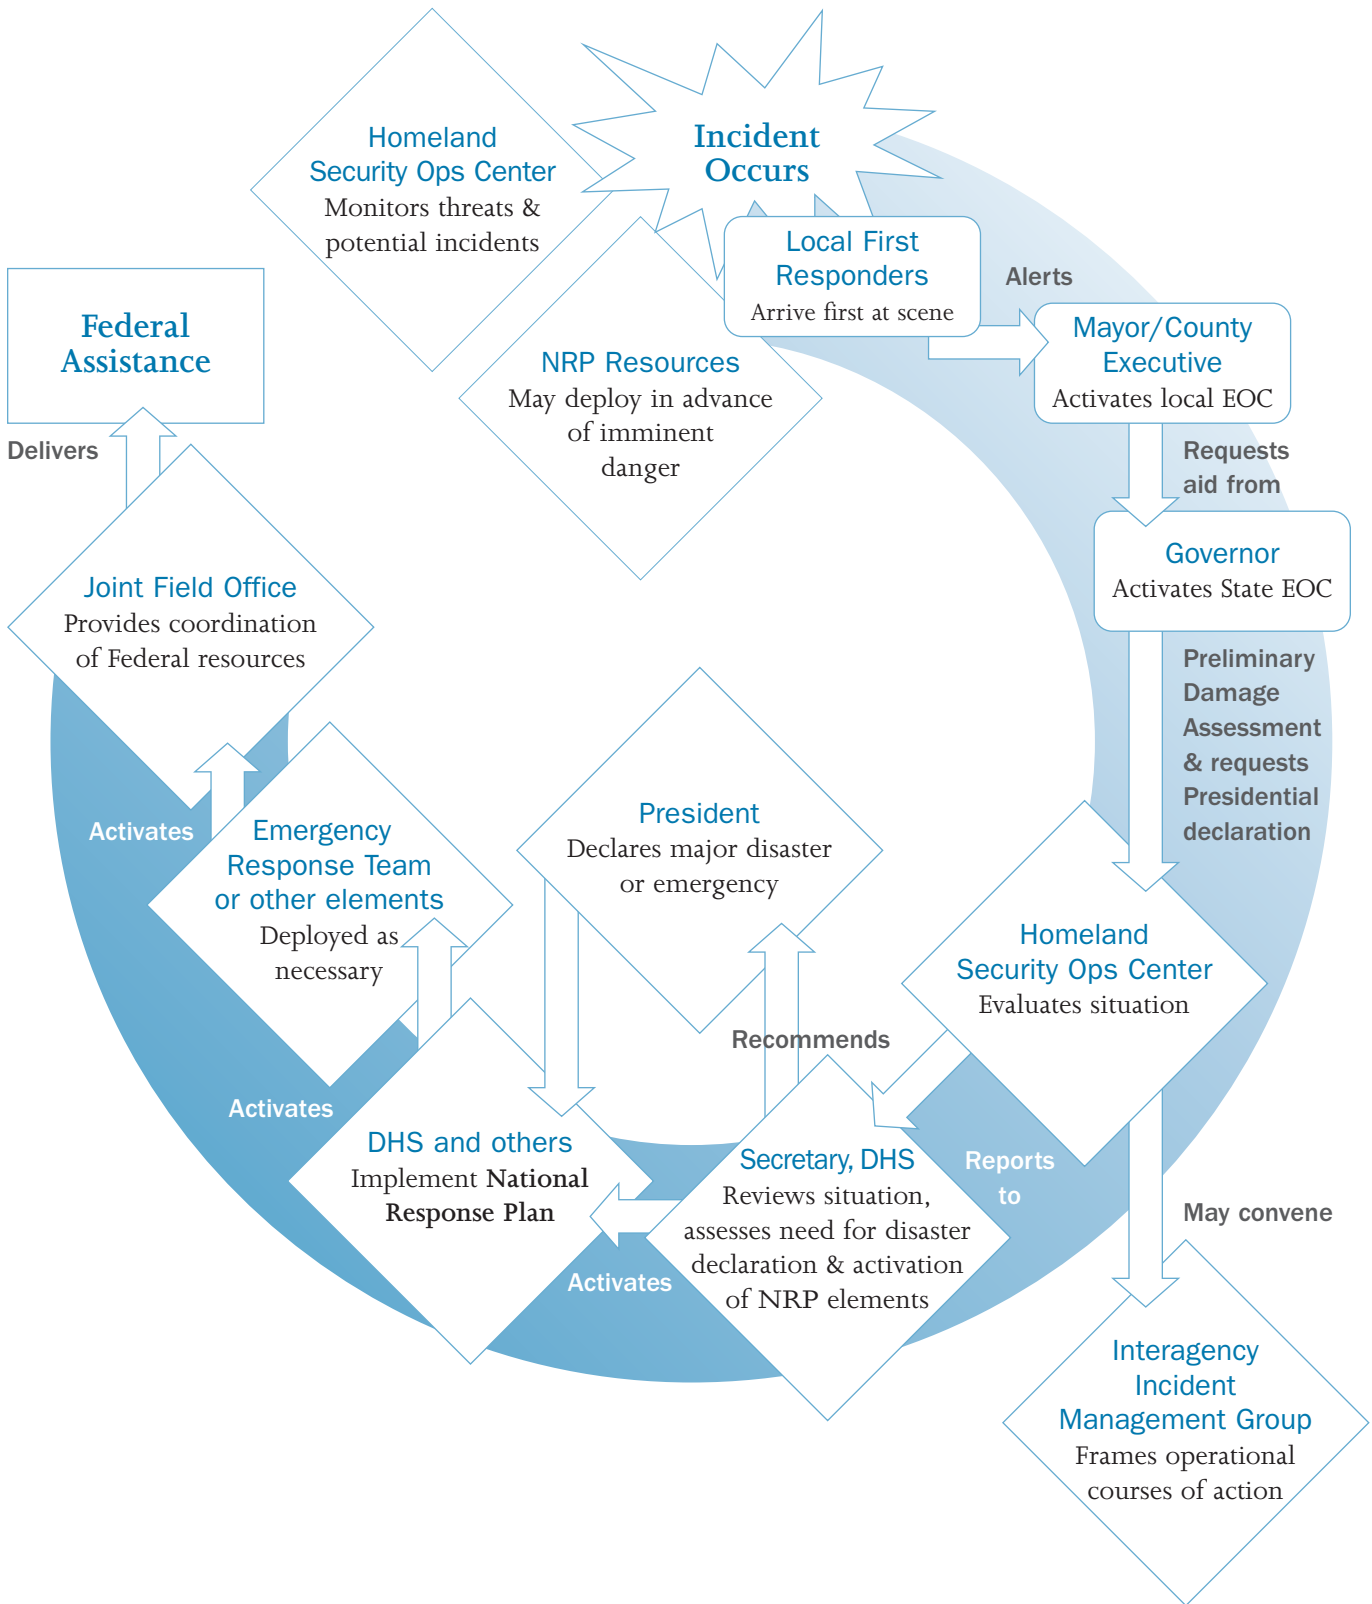 Incident
Occurs
Homeland
Security Ops Center
Monitors threats &
potential incidents
NRP Resources
May deploy in advance
of imminent
danger
Local First
Responders
Arrive first at scene
Alerts
Mayor/County
Executive
Activates local EOC
Requests
aid from
Governor
Activates State EOC
Preliminary
Damage
Assessment
& requests
Presidential
declaration
Homeland
Security Ops Center
Evaluates situation
May convene
Interagency
Incident
Management Group
Frames operational
courses of action
Reports
to
Secretary, DHS
Reviews situation,
assesses need for disaster
declaration & activation
of NRP elements
Recommends
President
Declares major disaster
or emergency
Activates
DHS and others
Implement National
Response Plan
Activates
Emergency
Response Team
or other elements
Deployed as
necessary
Activates
Joint Field Office
Provides coordination
of Federal resources
Delivers
Federal
Assistance